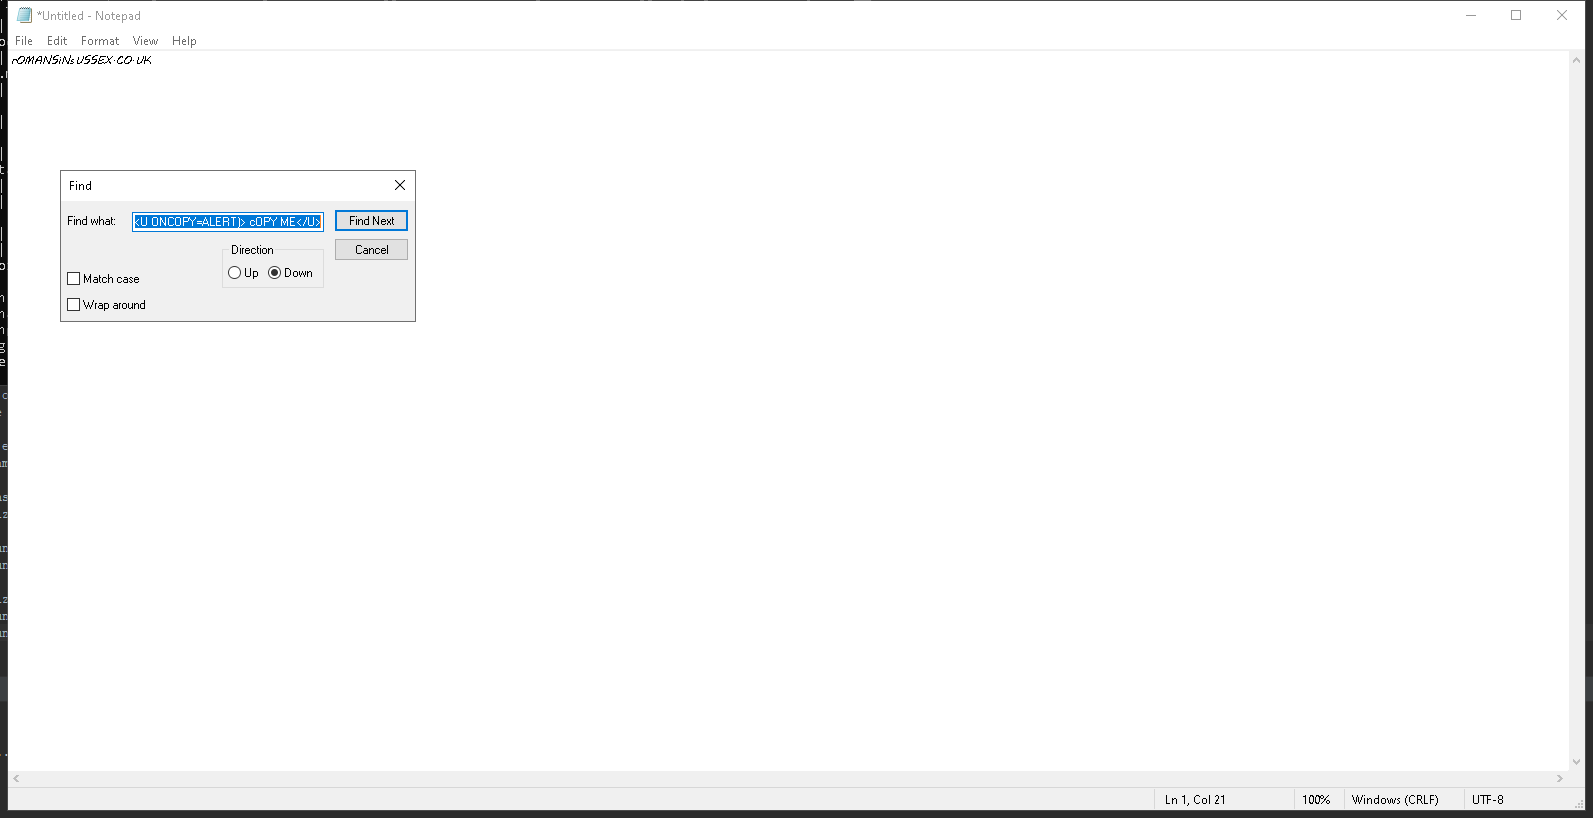 *Untitled - Notepad
File Edit Format View Help
rOMANSiNsUSSEX.CO.UK
Find
Find what: <U ONCOPY=ALERT)> cOPY ME</U> Find Next
Direction Cancel
Up Down
Match case
Wrap around
Ln 1, Col 21 100% Windows (CRLF) UTF-8